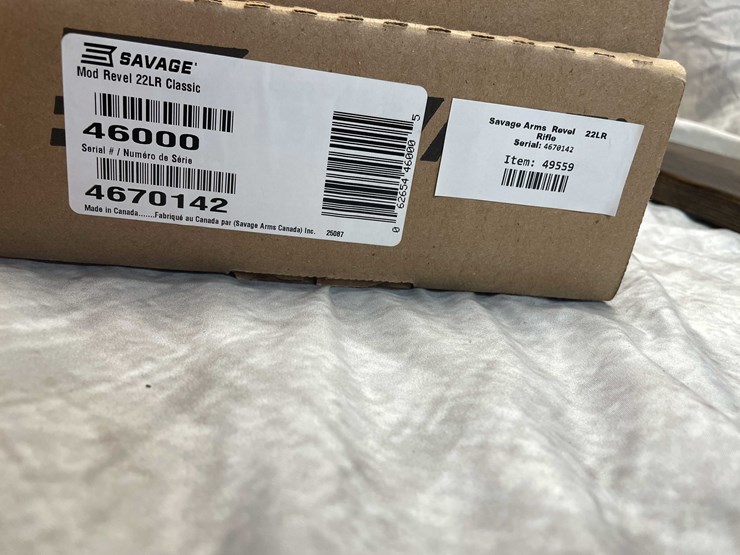 SAVAGE
Mod Revel 22LR Classic
46000
Serial # / Numéro de Série
4670142
Made in Canada.......Fabriqué au Canada par (Savage Arms Canada) Inc. 25087
0 62654 46000 5
Savage Arms Revel 22LR
Rifle
Serial: 4670142
Item: 49559